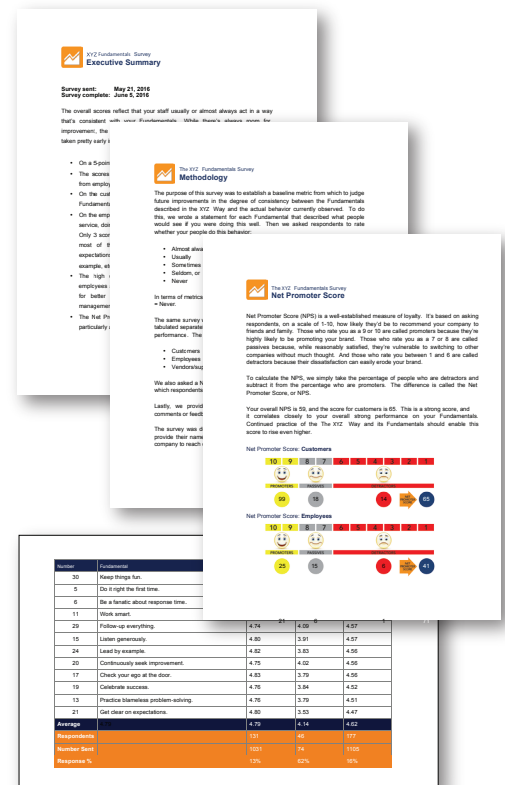 XYZ Fundamentals Survey
Executive Summary
Survey sent: May 21, 2016
Survey complete: June 5, 2016
The overall scores reflect that your staff usually or almost always act in a way
that's consistent with your Fundamentals. While there's always room for
improvement, the
taken pretty early i
• On a 5-poin
• The scores
from employ
• On the cus
Fundamenta
• On the emp
service, doin
Only 3 scor
most of th
expectations
example, et
• The high
employees
for better
managemen
• The Net Pr
particularly
The XYZ Fundamentals Survey
Methodology
The purpose of this survey was to establish a baseline metric from which to judge
future improvements in the degree of consistency between the Fundamentals
described in the XYZ Way and the actual behavior currently observed. To do
this, we wrote a statement for each Fundamental that described what people
would see if you were doing this well. Then we asked respondents to rate
whether your people do this behavior:
• Almost alwa
• Usually
• Sometimes
• Seldom, or
• Never
In terms of metrics
= Never.
The same survey w
tabulated separate
performance. The
• Customers
• Employees
• Vendors/sup
We also asked a N
which respondents
Lastly, we provid
comments or feedb
The survey was d
provide their name
company to reach
The XYZ Fundamentals Survey
Net Promoter Score
Net Promoter Score (NPS) is a well-established measure of loyalty. It's based on asking
respondents, on a scale of 1-10, how likely they'd be to recommend your company to
friends and family. Those who rate you as a 9 or 10 are called promoters because they're
highly likely to be promoting your brand. Those who rate you as a 7 or 8 are called
passives because, while reasonably satisfied, they're vulnerable to switching to other
companies without much thought. And those who rate you between 1 and 6 are called
detractors because their dissatisfaction can easily erode your brand.
To calculate the NPS, we simply take the percentage of people who are detractors and
subtract it from the percentage who are promoters. The difference is called the Net
Promoter Score, or NPS.
Your overall NPS is 59, and the score for customers is 65. This is a strong score, and
it correlates closely to your overall strong performance on your Fundamentals.
Continued practice of the The XYZ Way and its Fundamentals should enable this
score to rise even higher.
Net Promoter Score: Customers
10 9 8 7 6 5 4 3 2 1
PROMOTERS PASSIVES
99 18 14 65
Net Promoter Score: Employees
10 9 8 7 6 5 4 3 2 1
PROMOTERS PASSIVES
25 15 6 41
Number Fundamental
30 Keep things fun.
5 Do it right the first time.
6 Be a fanatic about response time.
11 Work smart.
29 Follow-up everything. 4.74 4.09 4.57
15 Listen generously. 4.80 3.91 4.57
24 Lead by example. 4.82 3.83 4.56
20 Continuously seek improvement. 4.75 4.02 4.56
17 Check your ego at the door. 4.83 3.79 4.56
19 Celebrate success. 4.76 3.84 4.52
13 Practice blameless problem-solving. 4.76 3.79 4.51
21 Get clear on expectations. 4.80 3.53 4.47
Average 4.79 4.14 4.62
Respondents 131 46 177
Number Sent 1031 74 1105
Response % 13% 62% 16%